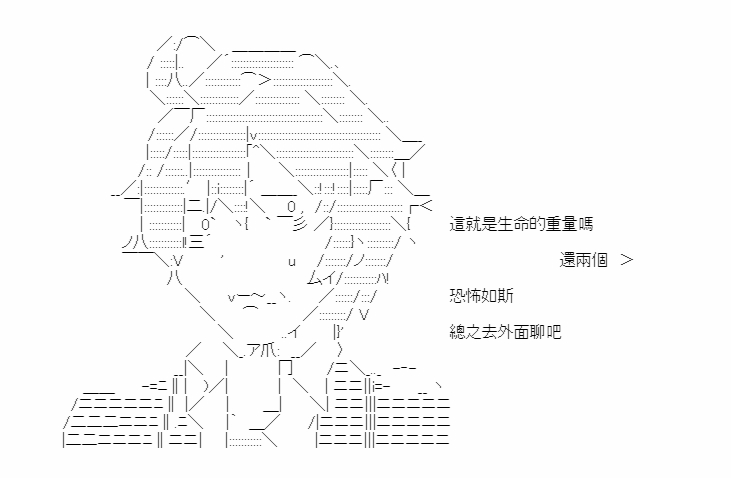 這就是生命的重量嗎
還兩個 ＞
恐怖如斯
總之去外面聊吧